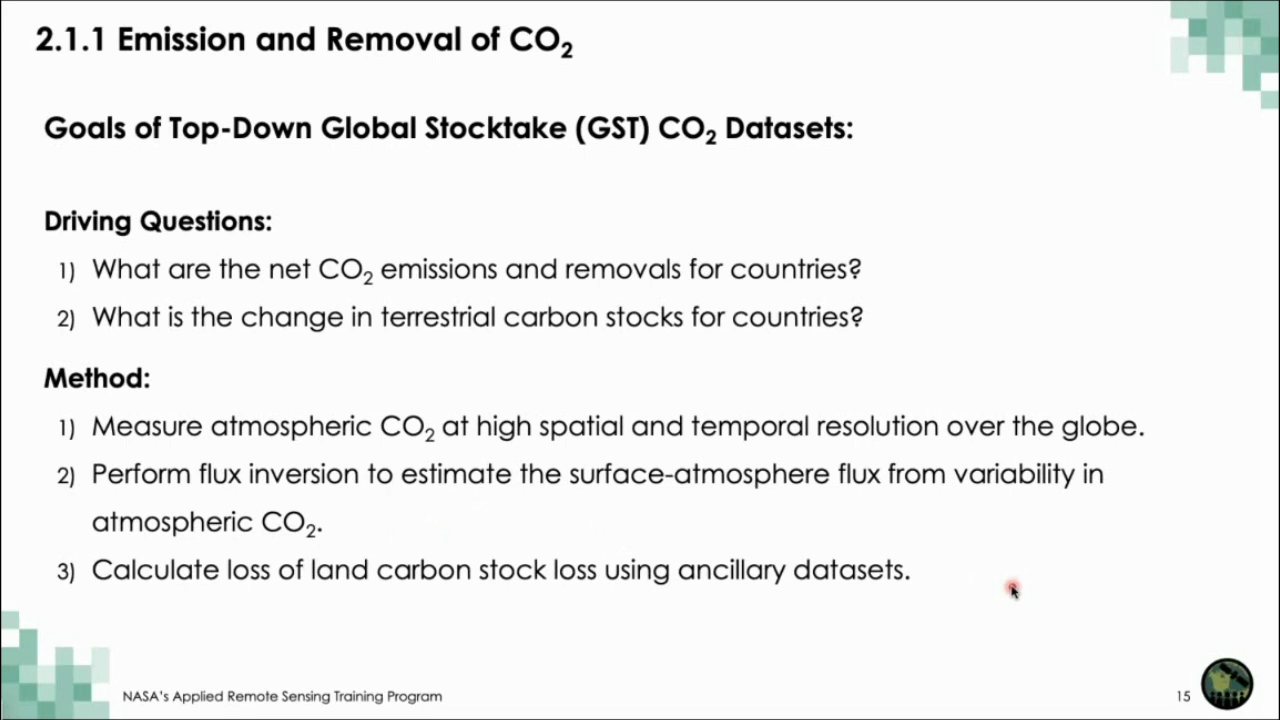 2.1.1 Emission and Removal of CO₂
Goals of Top-Down Global Stocktake (GST) CO₂ Datasets:
Driving Questions:
1) What are the net CO₂ emissions and removals for countries?
2) What is the change in terrestrial carbon stocks for countries?
Method:
1) Measure atmospheric CO₂ at high spatial and temporal resolution over the globe.
2) Perform flux inversion to estimate the surface-atmosphere flux from variability in
atmospheric CO₂.
3) Calculate loss of land carbon stock loss using ancillary datasets.
NASA's Applied Remote Sensing Training Program
15